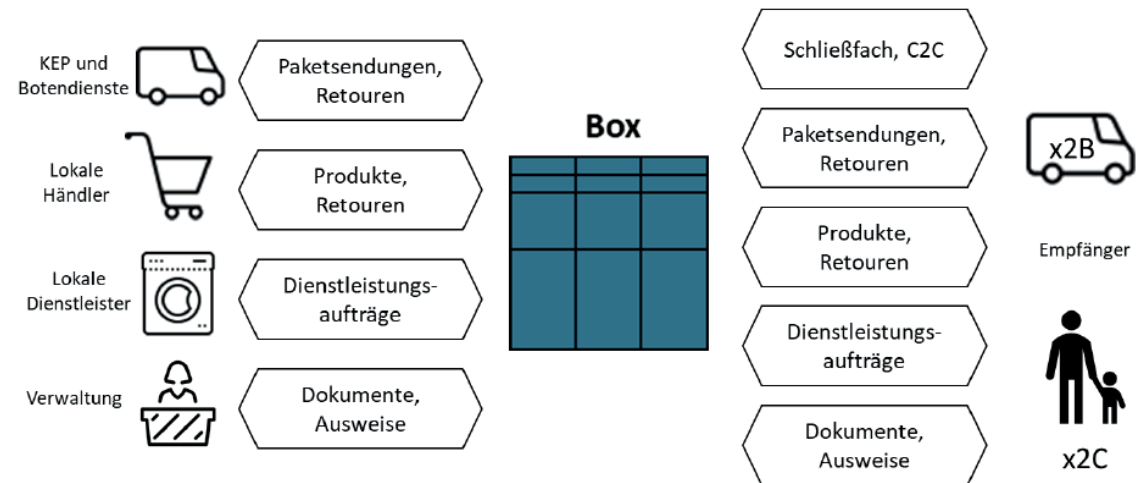 KEP und
Botendienste
Paketsendungen,
Retouren
Lokale
Händler
Produkte,
Retouren
Lokale
Dienstleister
Dienstleistungs-
aufträge
Verwaltung
Dokumente,
Ausweise
Box
Schließfach, C2C
Paketsendungen,
Retouren
x2B
Produkte,
Retouren
Empfänger
Dienstleistungs-
aufträge
Dokumente,
Ausweise
x2C